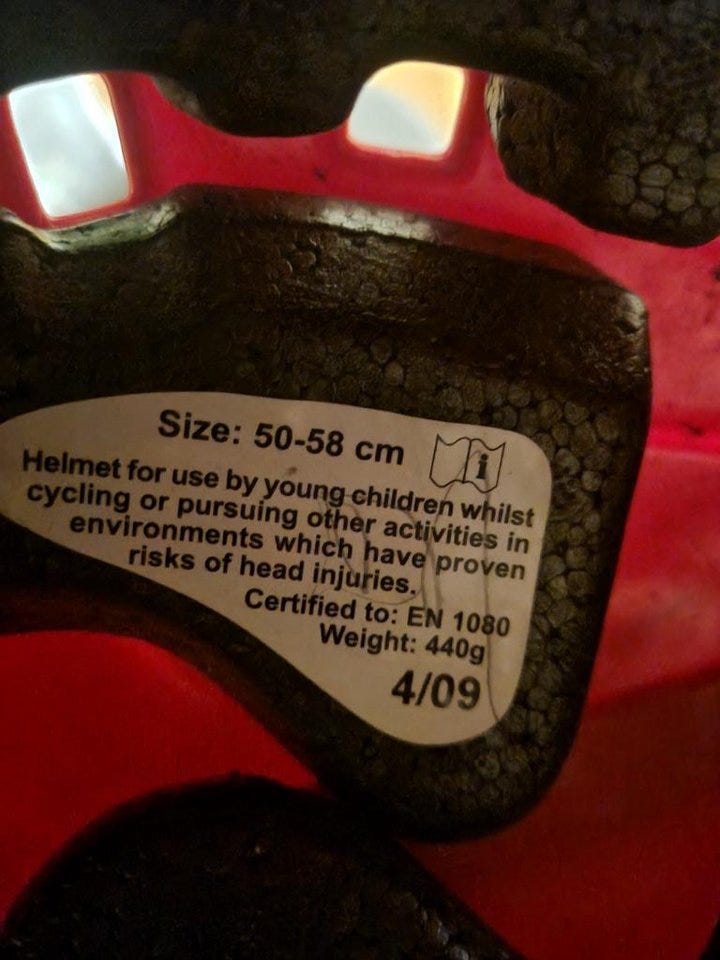 Size: 50-58 cm
i
Helmet for use by young children whilst
cycling or pursuing other activities in
environments which have proven
risks of head injuries.
Certified to: EN 1080
Weight: 440g
4/09